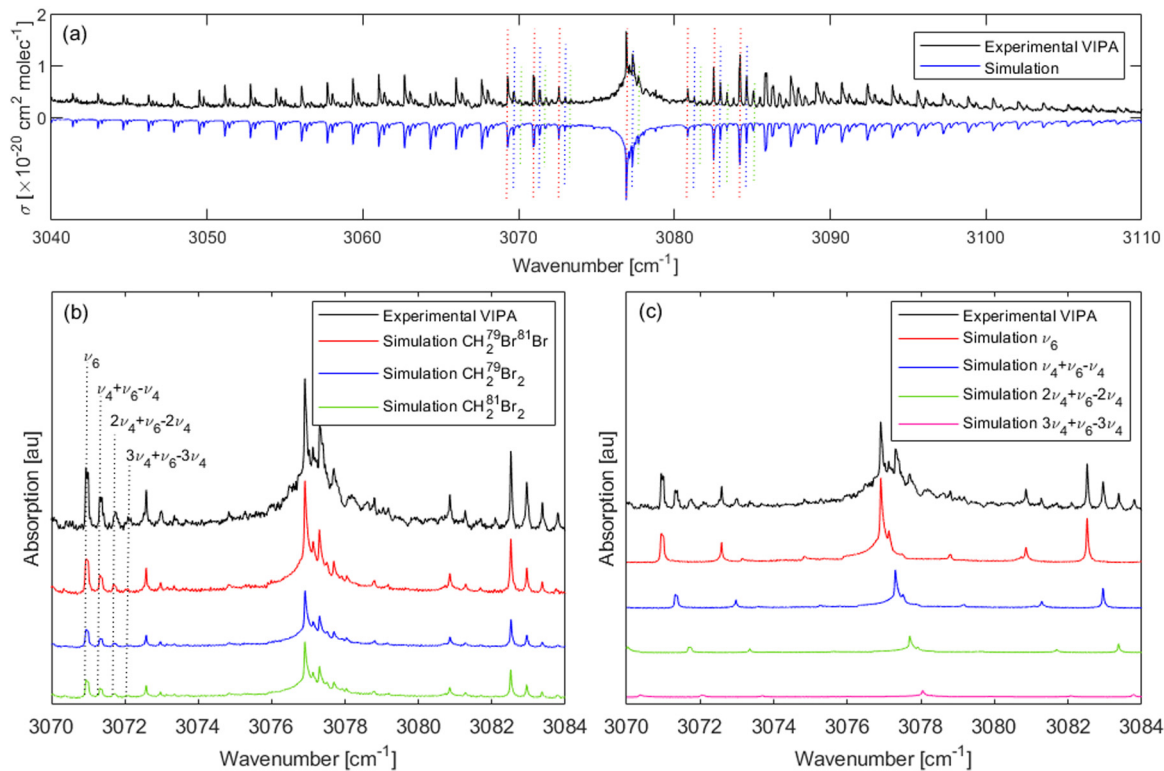 (a)
Experimental VIPA
Simulation
σ [×10⁻²⁰ cm² molec⁻¹]
2
1
0
3040 3050 3060 3070 3080 3090 3100 3110
Wavenumber [cm⁻¹]
(b)
Experimental VIPA
Simulation CH₂⁷⁹Br⁸¹Br
Simulation CH₂⁷⁹Br₂
Simulation CH₂⁸¹Br₂
ν₆
ν₄+ν₆-ν₄
2ν₄+ν₆-2ν₄
3ν₄+ν₆-3ν₄
Absorption [au]
3070 3072 3074 3076 3078 3080 3082 3084
Wavenumber [cm⁻¹]
(c)
Experimental VIPA
Simulation ν₆
Simulation ν₄+ν₆-ν₄
Simulation 2ν₄+ν₆-2ν₄
Simulation 3ν₄+ν₆-3ν₄
Absorption [au]
3070 3072 3074 3076 3078 3080 3082 3084
Wavenumber [cm⁻¹]